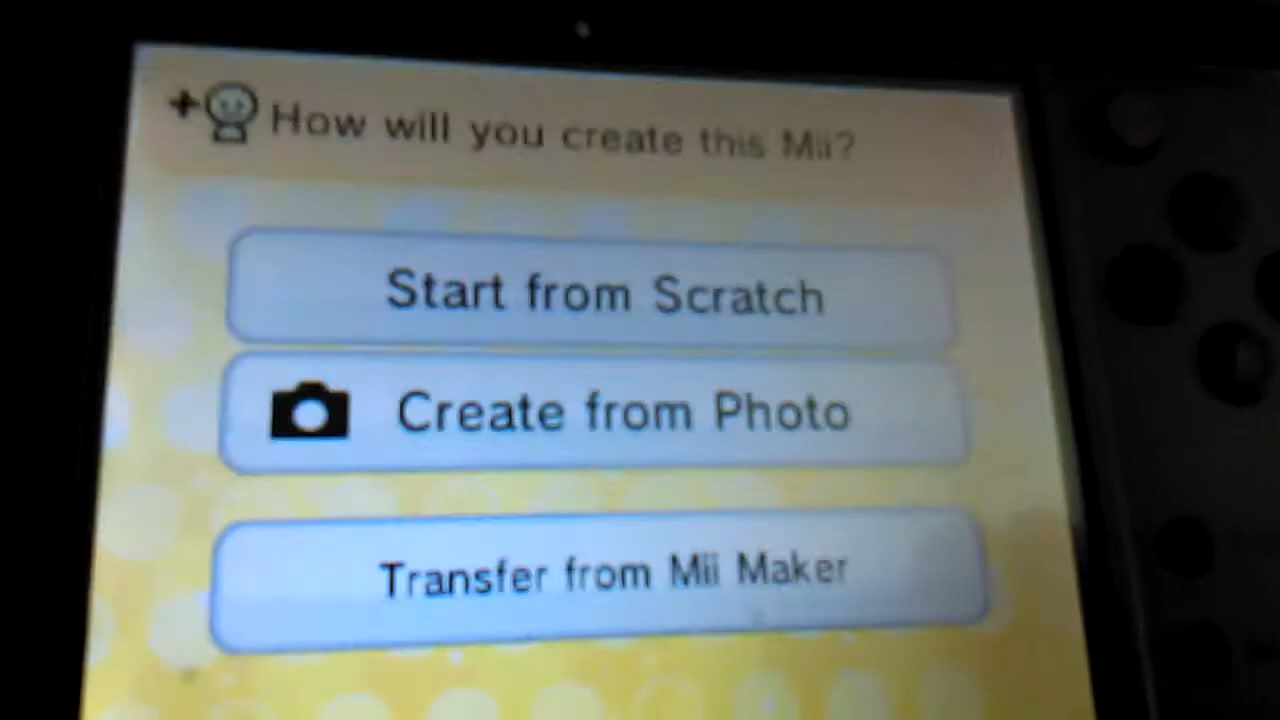 How will you create this Mii?
Start from Scratch
Create from Photo
Transfer from Mii Maker